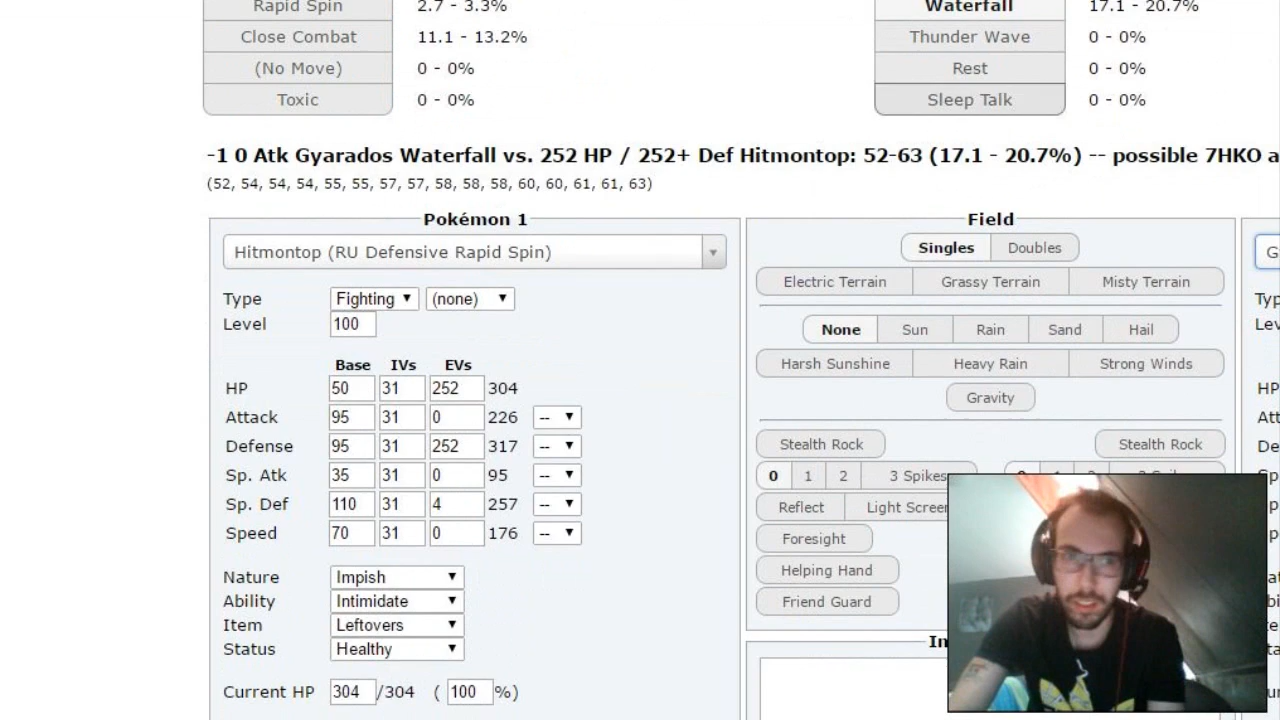 Rapid Spin 2.7 - 3.3% Waterfall 17.1 - 20.7%
Close Combat 11.1 - 13.2% Thunder Wave 0 - 0%
(No Move) 0 - 0% Rest 0 - 0%
Toxic 0 - 0% Sleep Talk 0 - 0%
-1 0 Atk Gyarados Waterfall vs. 252 HP / 252+ Def Hitmontop: 52-63 (17.1 - 20.7%) -- possible 7HKO a
(52, 54, 54, 54, 55, 55, 57, 57, 58, 58, 58, 60, 60, 61, 61, 63)
Pokémon 1 Field
Hitmontop (RU Defensive Rapid Spin) Singles Doubles G
Electric Terrain Grassy Terrain Misty Terrain
Type Fighting (none) Typ
Level 100 None Sun Rain Sand Hail Lev
Base IVs EVs Harsh Sunshine Heavy Rain Strong Winds
HP 50 31 252 304 Gravity HP
Attack 95 31 0 226 -- Att
Defense 95 31 252 317 -- Stealth Rock Stealth Rock De
Sp. Atk 35 31 0 95 -- 0 1 2 3 Spikes
Sp. Def 110 31 4 257 -- Reflect Light Screen
Speed 70 31 0 176 -- Foresight
Nature Impish Helping Hand
Ability Intimidate Friend Guard
Item Leftovers
Status Healthy
Current HP 304 /304 ( 100 %)